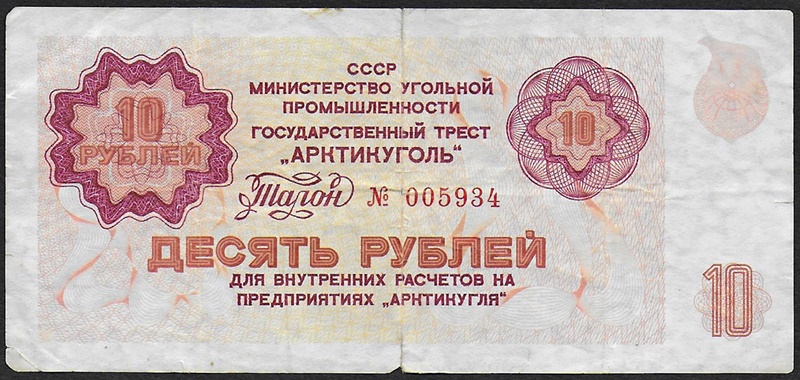 10
РУБЛЕЙ
СССР
МИНИСТЕРСТВО УГОЛЬНОЙ
ПРОМЫШЛЕННОСТИ
ГОСУДАРСТВЕННЫЙ ТРЕСТ
„АРКТИКУГОЛЬ“
Талон № 005934
10
ДЕСЯТЬ РУБЛЕЙ
ДЛЯ ВНУТРЕННИХ РАСЧЕТОВ НА
ПРЕДПРИЯТИЯХ „АРКТИКУГЛЯ“
10